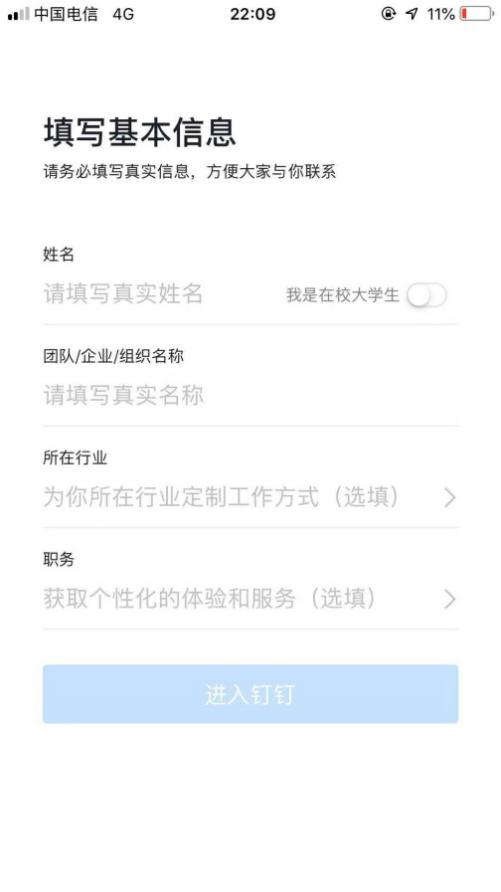 中国电信 4G 22:09 11%
填写基本信息
请务必填写真实信息，方便大家与你联系
姓名
请填写真实姓名 我是在校大学生
团队/企业/组织名称
请填写真实名称
所在行业
为你所在行业定制工作方式（选填）
职务
获取个性化的体验和服务（选填）
进入钉钉